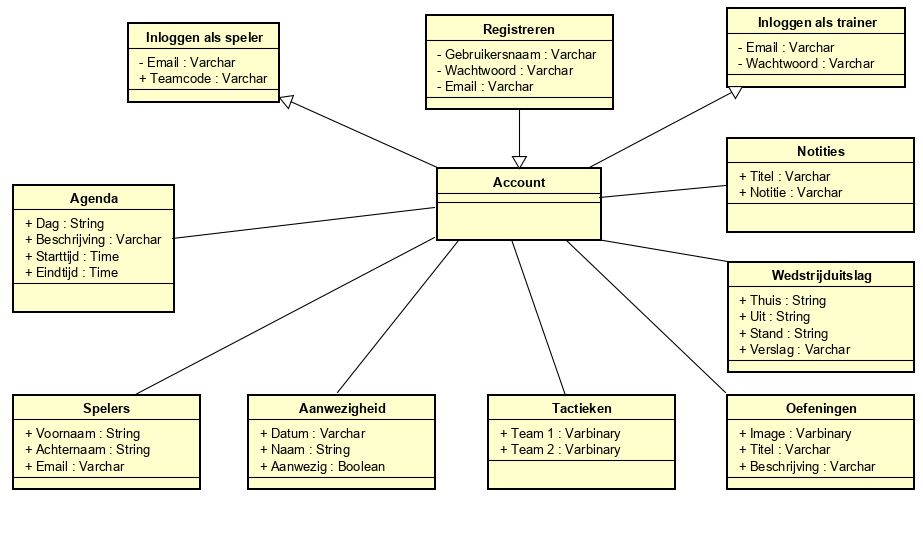 Inloggen als speler
- Email : Varchar
+ Teamcode : Varchar
Registreren
- Gebruikersnaam : Varchar
- Wachtwoord : Varchar
- Email : Varchar
Inloggen als trainer
- Email : Varchar
- Wachtwoord : Varchar
Account
Notities
+ Titel : Varchar
+ Notitie : Varchar
Agenda
+ Dag : String
+ Beschrijving : Varchar
+ Starttijd : Time
+ Eindtijd : Time
Wedstrijduitslag
+ Thuis : String
+ Uit : String
+ Stand : String
+ Verslag : Varchar
Spelers
+ Voornaam : String
+ Achternaam : String
+ Email : Varchar
Aanwezigheid
+ Datum : Varchar
+ Naam : String
+ Aanwezig : Boolean
Tactieken
+ Team 1 : Varbinary
+ Team 2 : Varbinary
Oefeningen
+ Image : Varbinary
+ Titel : Varchar
+ Beschrijving : Varchar